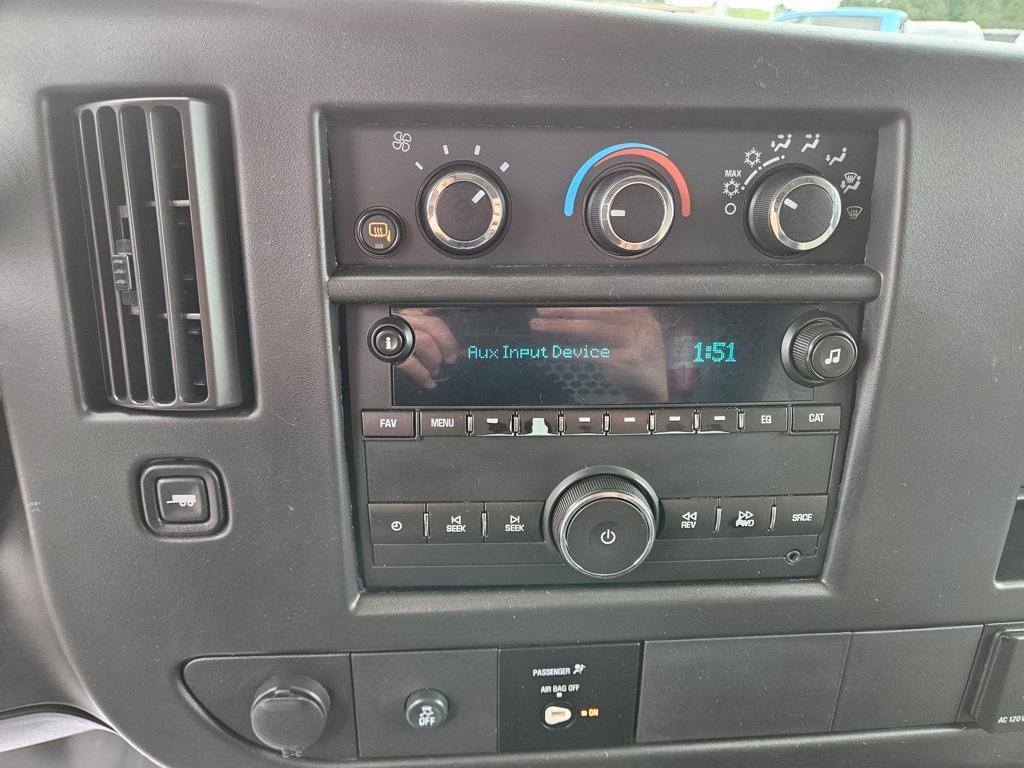 MAX
Aux Input Device 1:51
FAV MENU EQ CAT
SEEK SEEK REV FWD SRCE
PASSENGER
AIR BAG OFF
ON
OFF
AC 120V